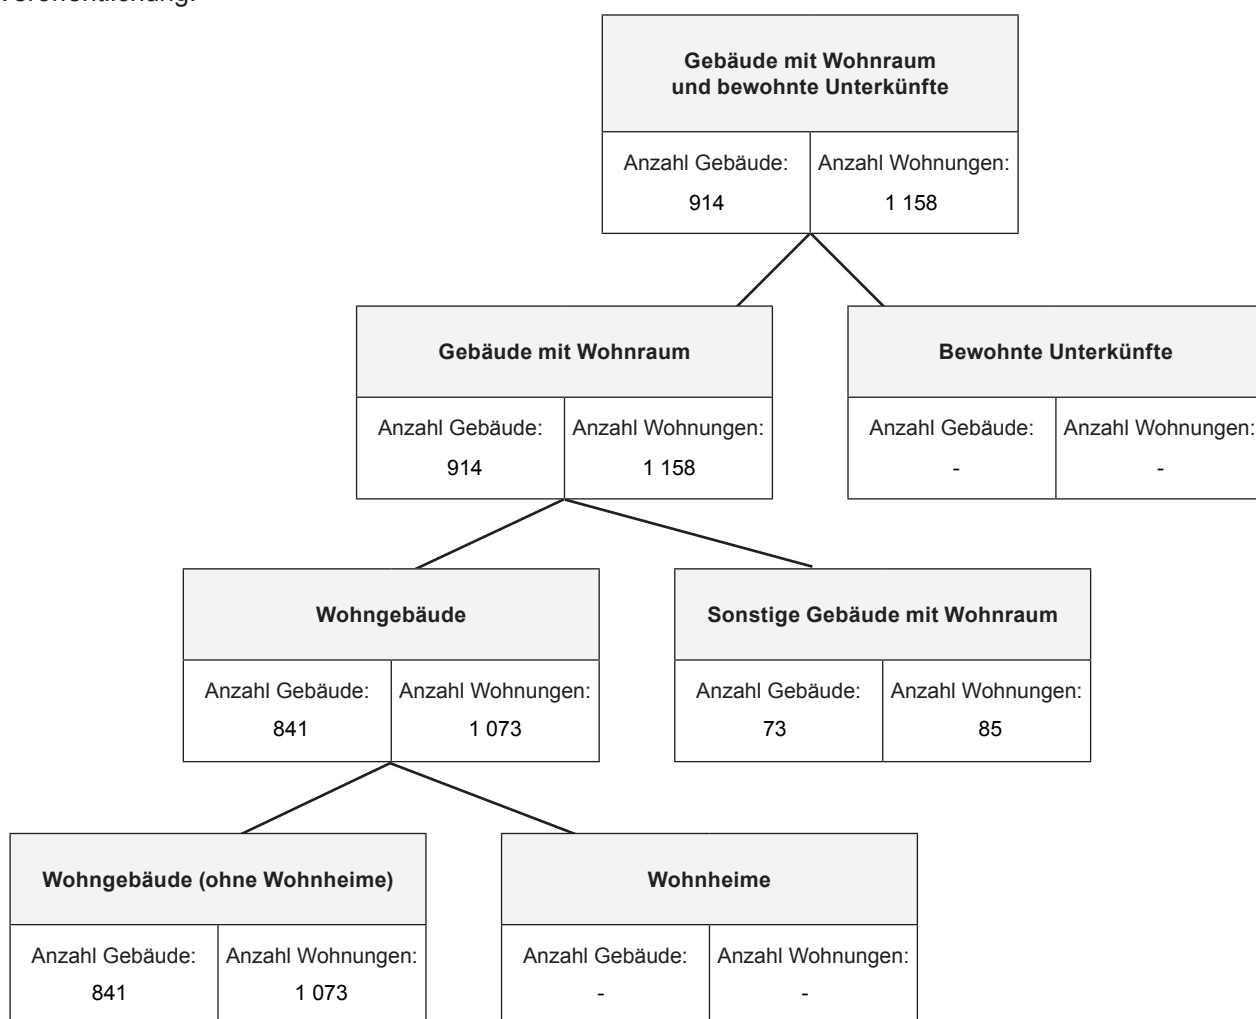 Veröffentlichung.
Gebäude mit Wohnraum
und bewohnte Unterkünfte
Anzahl Gebäude: Anzahl Wohnungen:
914 1 158
Gebäude mit Wohnraum
Bewohnte Unterkünfte
Anzahl Gebäude: Anzahl Wohnungen:
914 1 158
Anzahl Gebäude: Anzahl Wohnungen:
- -
Wohngebäude
Sonstige Gebäude mit Wohnraum
Anzahl Gebäude: Anzahl Wohnungen:
841 1 073
Anzahl Gebäude: Anzahl Wohnungen:
73 85
Wohngebäude (ohne Wohnheime)
Wohnheime
Anzahl Gebäude: Anzahl Wohnungen:
841 1 073
Anzahl Gebäude: Anzahl Wohnungen:
- -